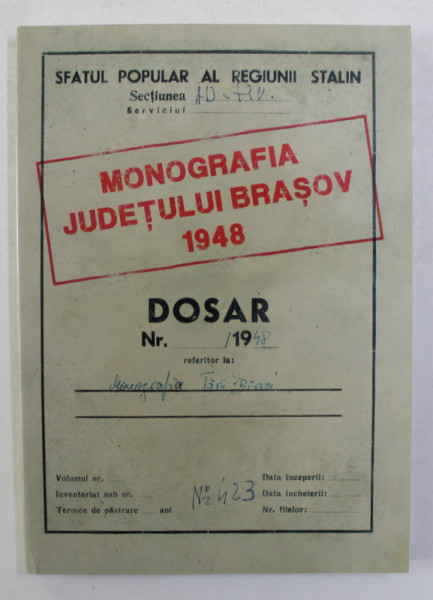 SFATUL POPULAR AL REGIUNII STALIN
Secțiunea
Serviciul
MONOGRAFIA
JUDEȚULUI BRAȘOV
1948
DOSAR
Nr. /1948
referitor la:
Monografia
Volumul nr.
Inventariat sub nr.
Termen de păstrare ani
Nr 423
Data începerii:
Data încheierii:
Nr. filelor: